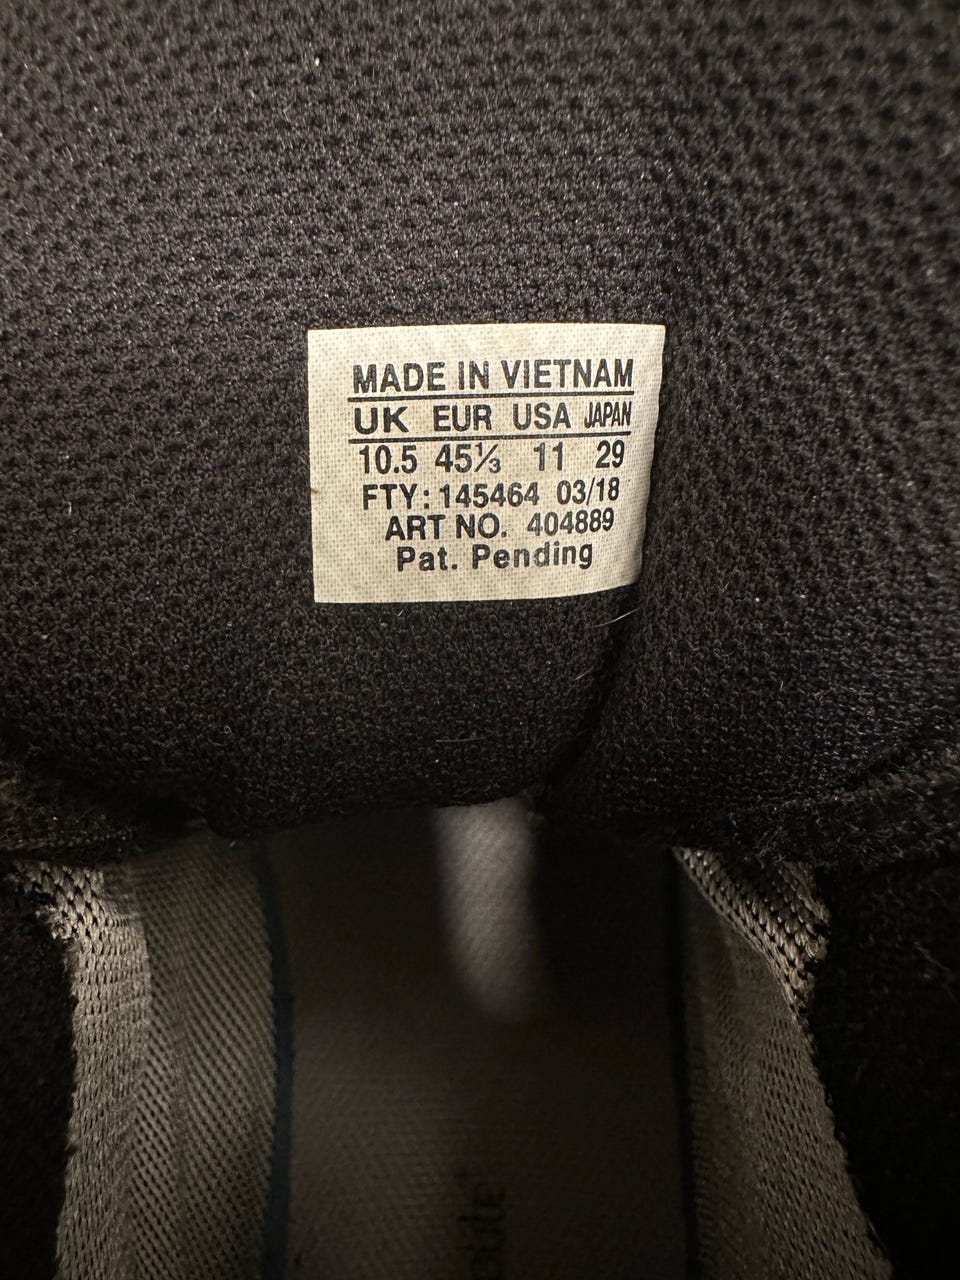 MADE IN VIETNAM
UK EUR USA JAPAN
10.5 45⅓ 11 29
FTY: 145464 03/18
ART NO. 404889
Pat. Pending